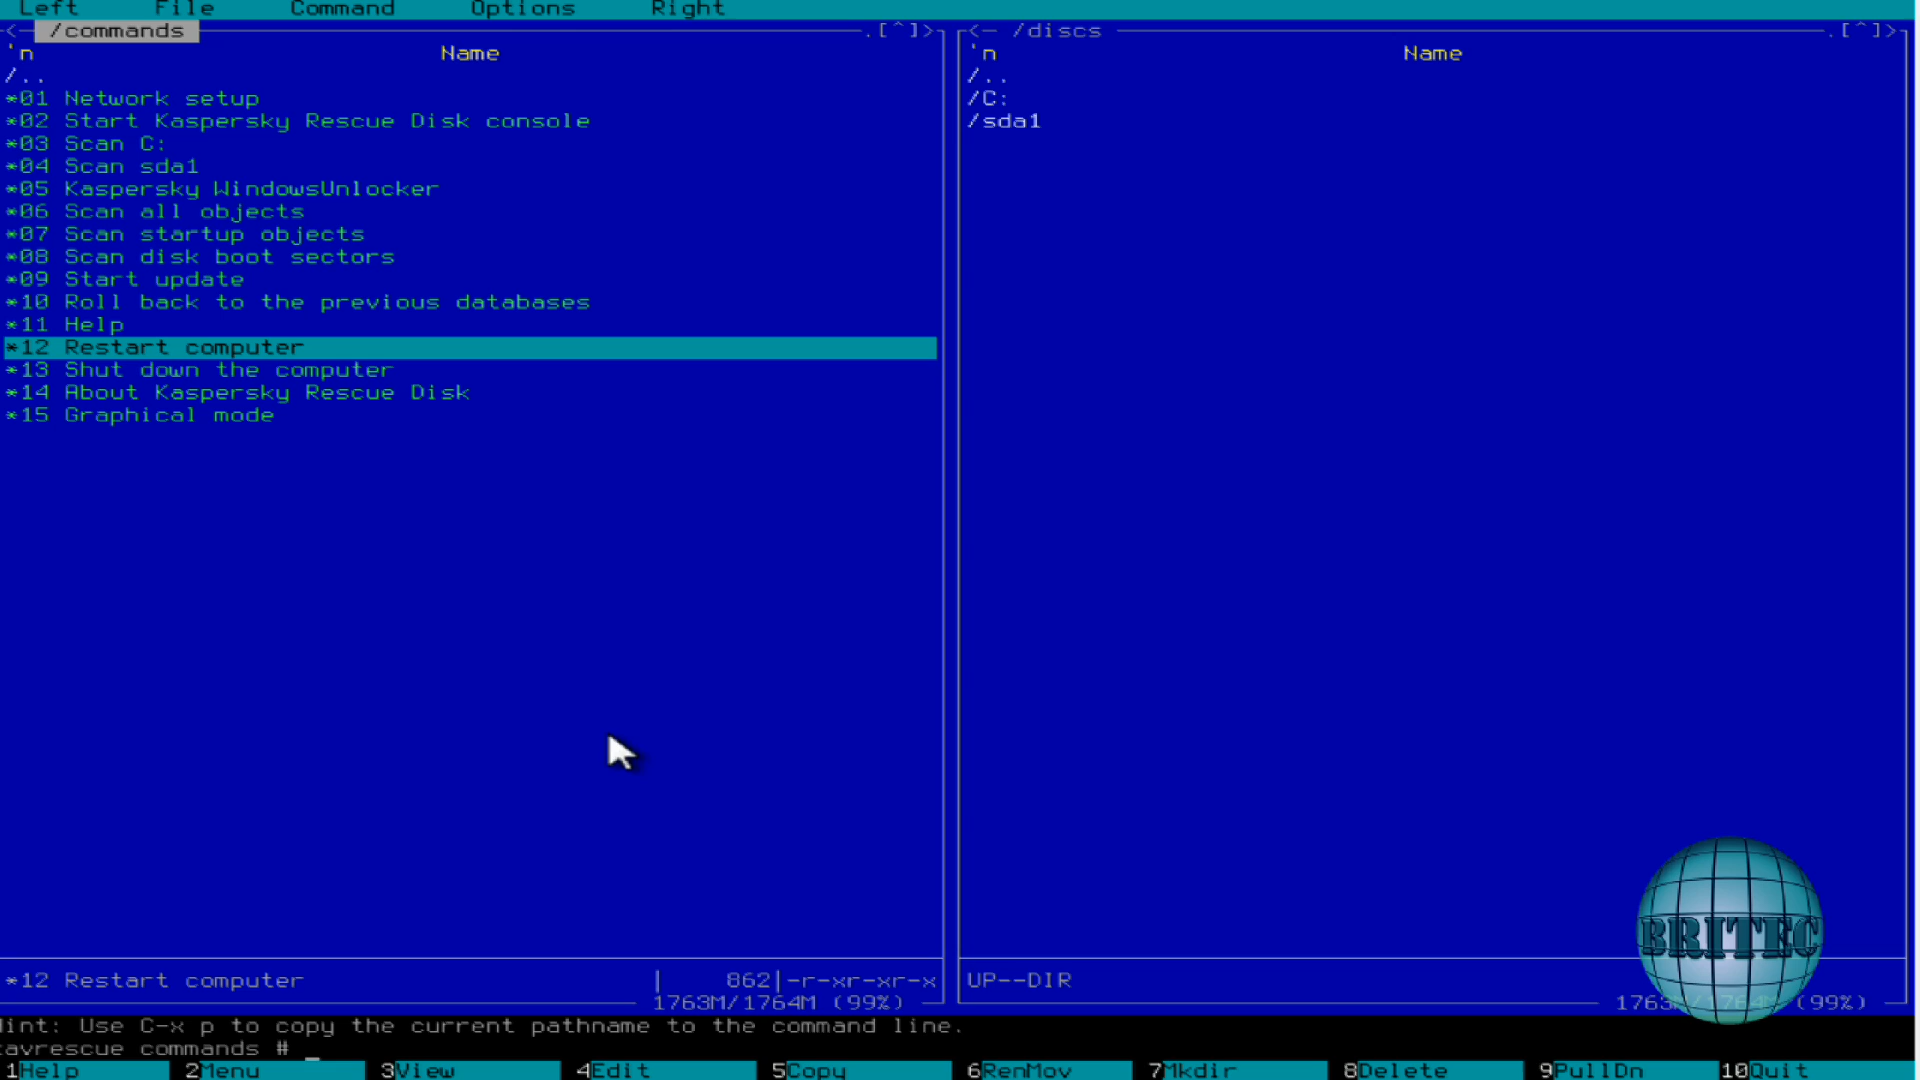 Left File Command Options Right
<─ /commands .[^]>
'n Name
/..
*01 Network setup
*02 Start Kaspersky Rescue Disk console
*03 Scan C:
*04 Scan sda1
*05 Kaspersky WindowsUnlocker
*06 Scan all objects
*07 Scan startup objects
*08 Scan disk boot sectors
*09 Start update
*10 Roll back to the previous databases
*11 Help
*12 Restart computer
*13 Shut down the computer
*14 About Kaspersky Rescue Disk
*15 Graphical mode
*12 Restart computer | 862|-r-xr-xr-x
1763M/1764M (99%)
<─ /discs .[^]>
'n Name
/..
/C:
/sda1
UP--DIR
1763M/1764M (99%)
BRITEC
Hint: Use C-x p to copy the current pathname to the command line.
kavrescue commands # _
1Help 2Menu 3View 4Edit 5Copy 6RenMov 7Mkdir 8Delete 9PullDn 10Quit